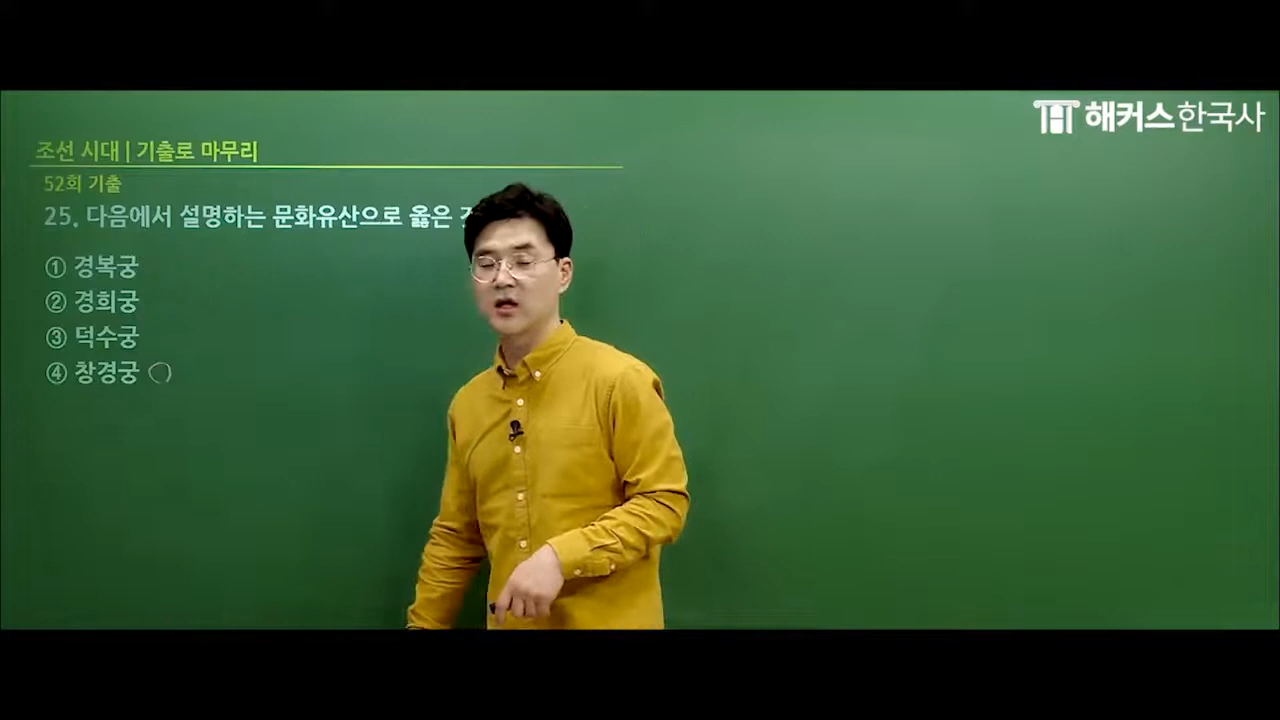 해커스한국사
조선 시대 | 기출로 마무리
52회 기출
25. 다음에서 설명하는 문화유산으로 옳은
① 경복궁
② 경희궁
③ 덕수궁
④ 창경궁